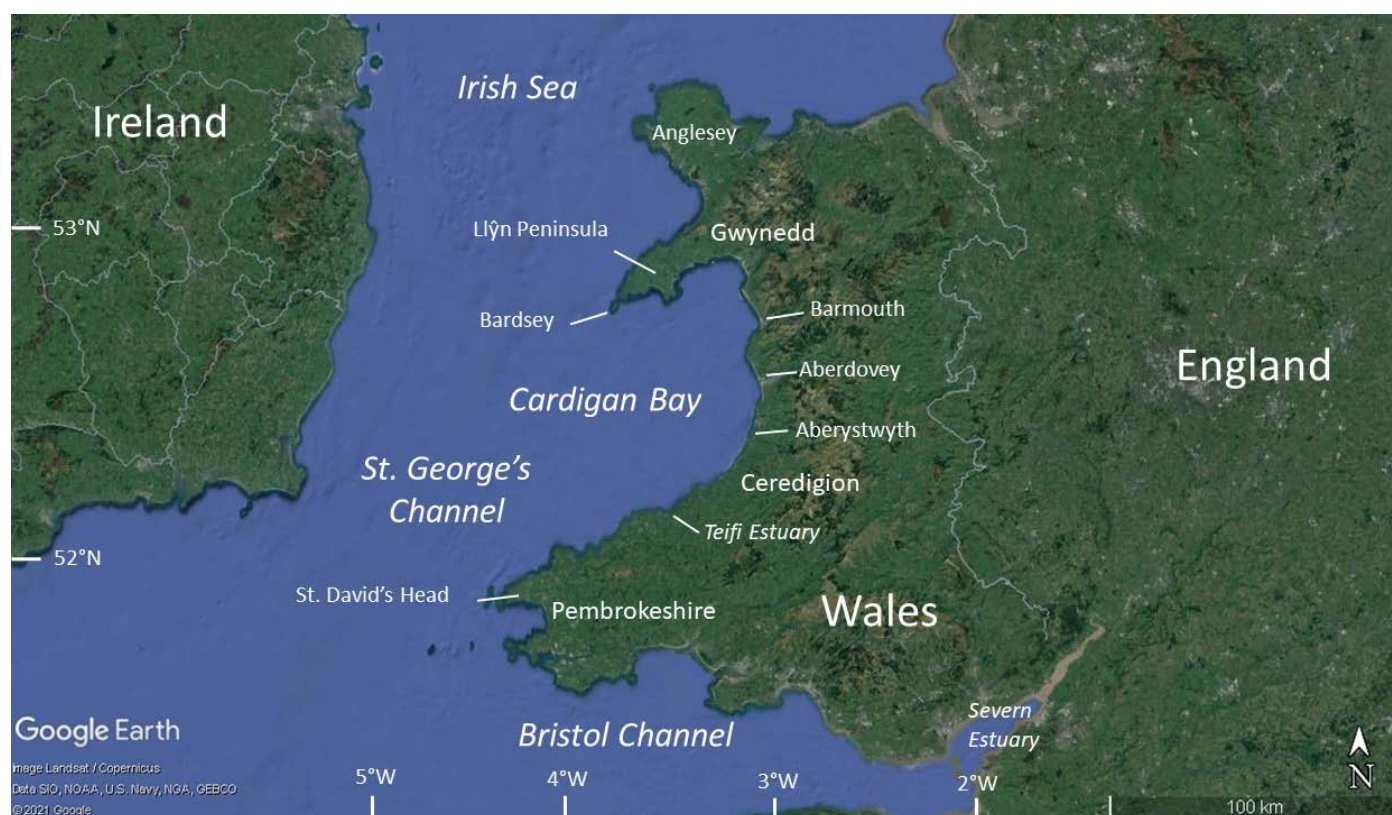 Irish Sea
Ireland
Anglesey
53°N
Llŷn Peninsula
Gwynedd
Bardsey
Barmouth
England
Aberdovey
Cardigan Bay
Aberystwyth
St. George's
Channel
Ceredigion
Teifi Estuary
52°N
St. David's Head
Pembrokeshire
Wales
Severn
Estuary
Bristol Channel
Google Earth
N
Image Landsat / Copernicus
Data SIO, NOAA, U.S. Navy, NGA, GEBCO
© 2021 Google
5°W
4°W
3°W
2°W
100 km